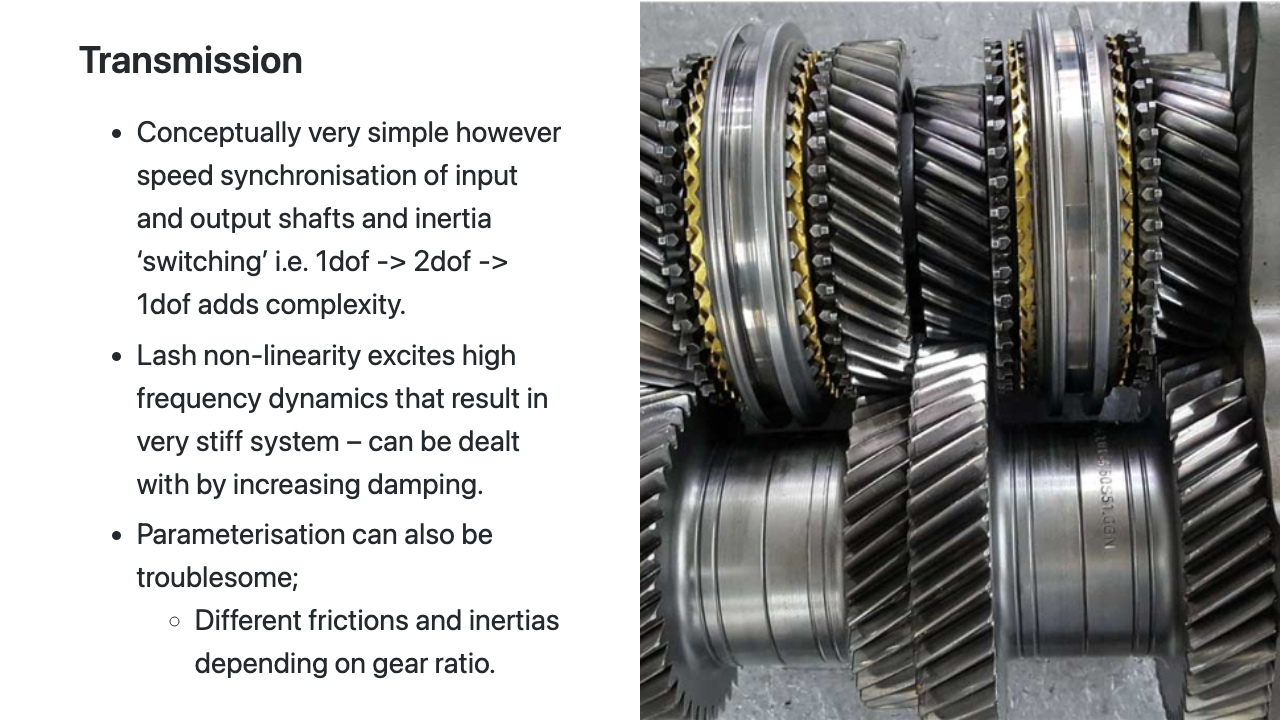 Transmission
• Conceptually very simple however
speed synchronisation of input
and output shafts and inertia
‘switching’ i.e. 1dof -> 2dof ->
1dof adds complexity.
• Lash non-linearity excites high
frequency dynamics that result in
very stiff system – can be dealt
with by increasing damping.
• Parameterisation can also be
troublesome;
○ Different frictions and inertias
depending on gear ratio.